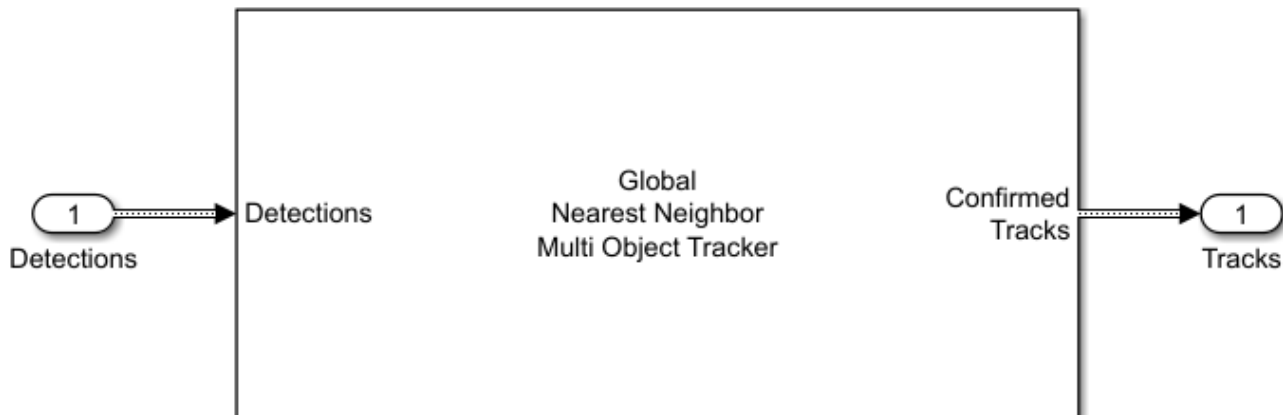 1
Detections
Detections
Global
Nearest Neighbor
Multi Object Tracker
Confirmed
Tracks
1
Tracks